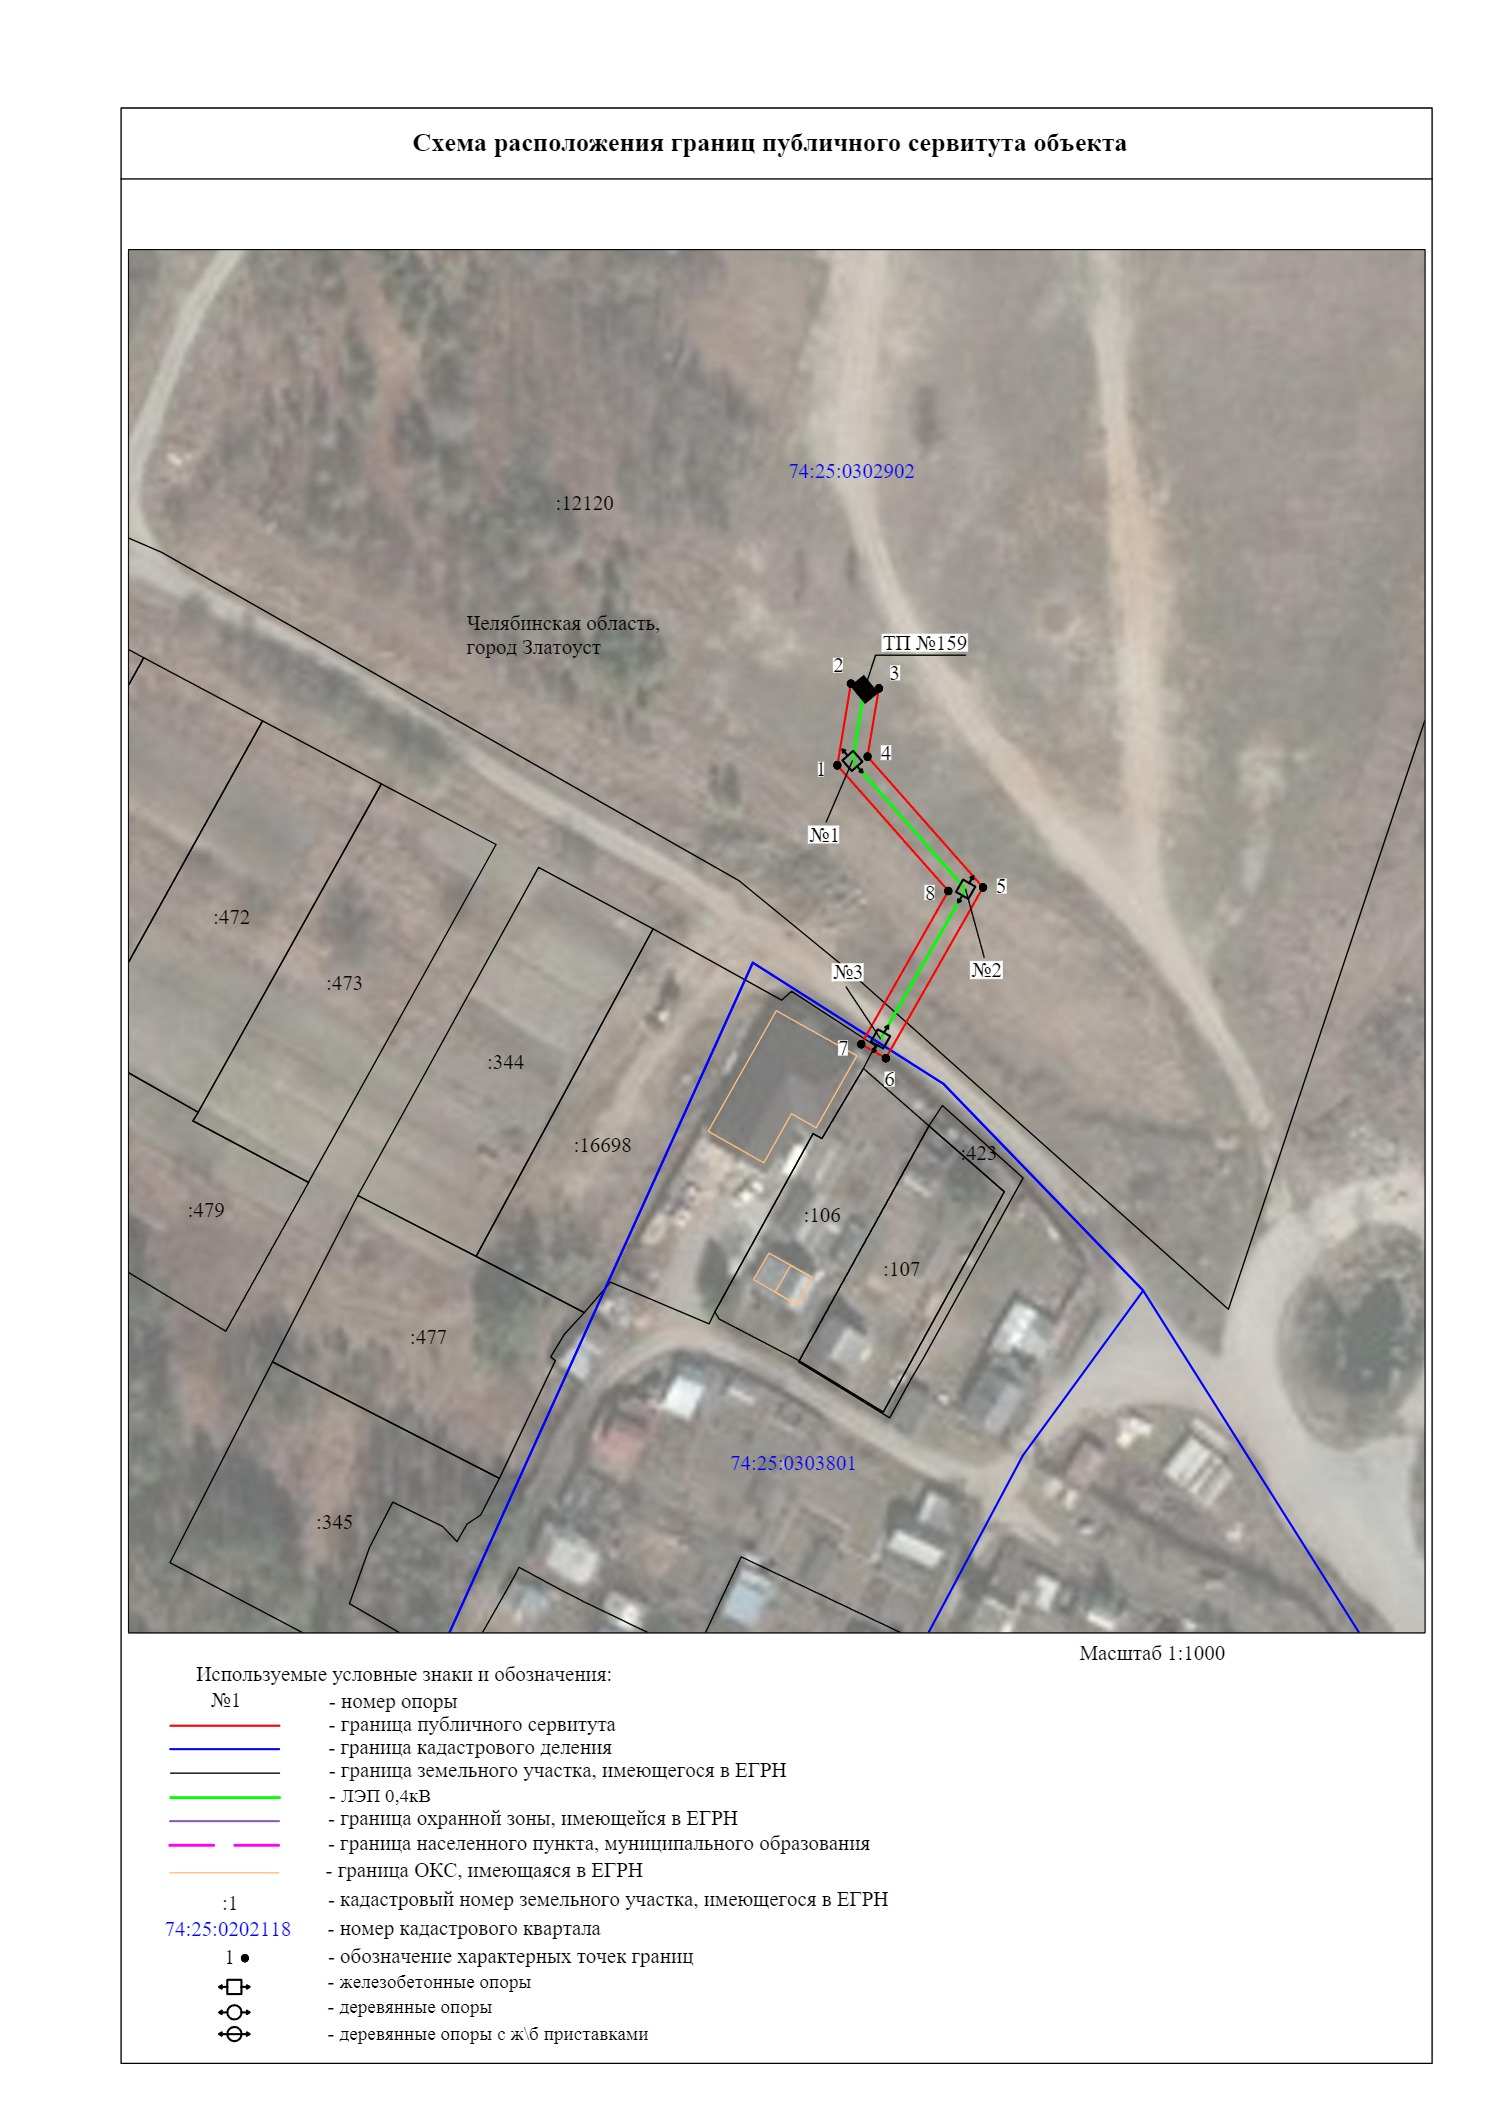 Схема расположения границ публичного сервитута объекта
74:25:0302902
:12120
Челябинская область,
город Златоуст
ТП №159
2
3
4
1
№1
8
5
:472
№3
№2
:473
7
:344
6
:16698
:423
:479
:106
:107
:477
74:25:0303801
:345
Масштаб 1:1000
Используемые условные знаки и обозначения:
№1 - номер опоры
- граница публичного сервитута
- граница кадастрового деления
- граница земельного участка, имеющегося в ЕГРН
- ЛЭП 0,4кВ
- граница охранной зоны, имеющейся в ЕГРН
- граница населенного пункта, муниципального образования
- граница ОКС, имеющаяся в ЕГРН
:1 - кадастровый номер земельного участка, имеющегося в ЕГРН
74:25:0202118 - номер кадастрового квартала
1 - обозначение характерных точек границ
- железобетонные опоры
- деревянные опоры
- деревянные опоры с ж\б приставками